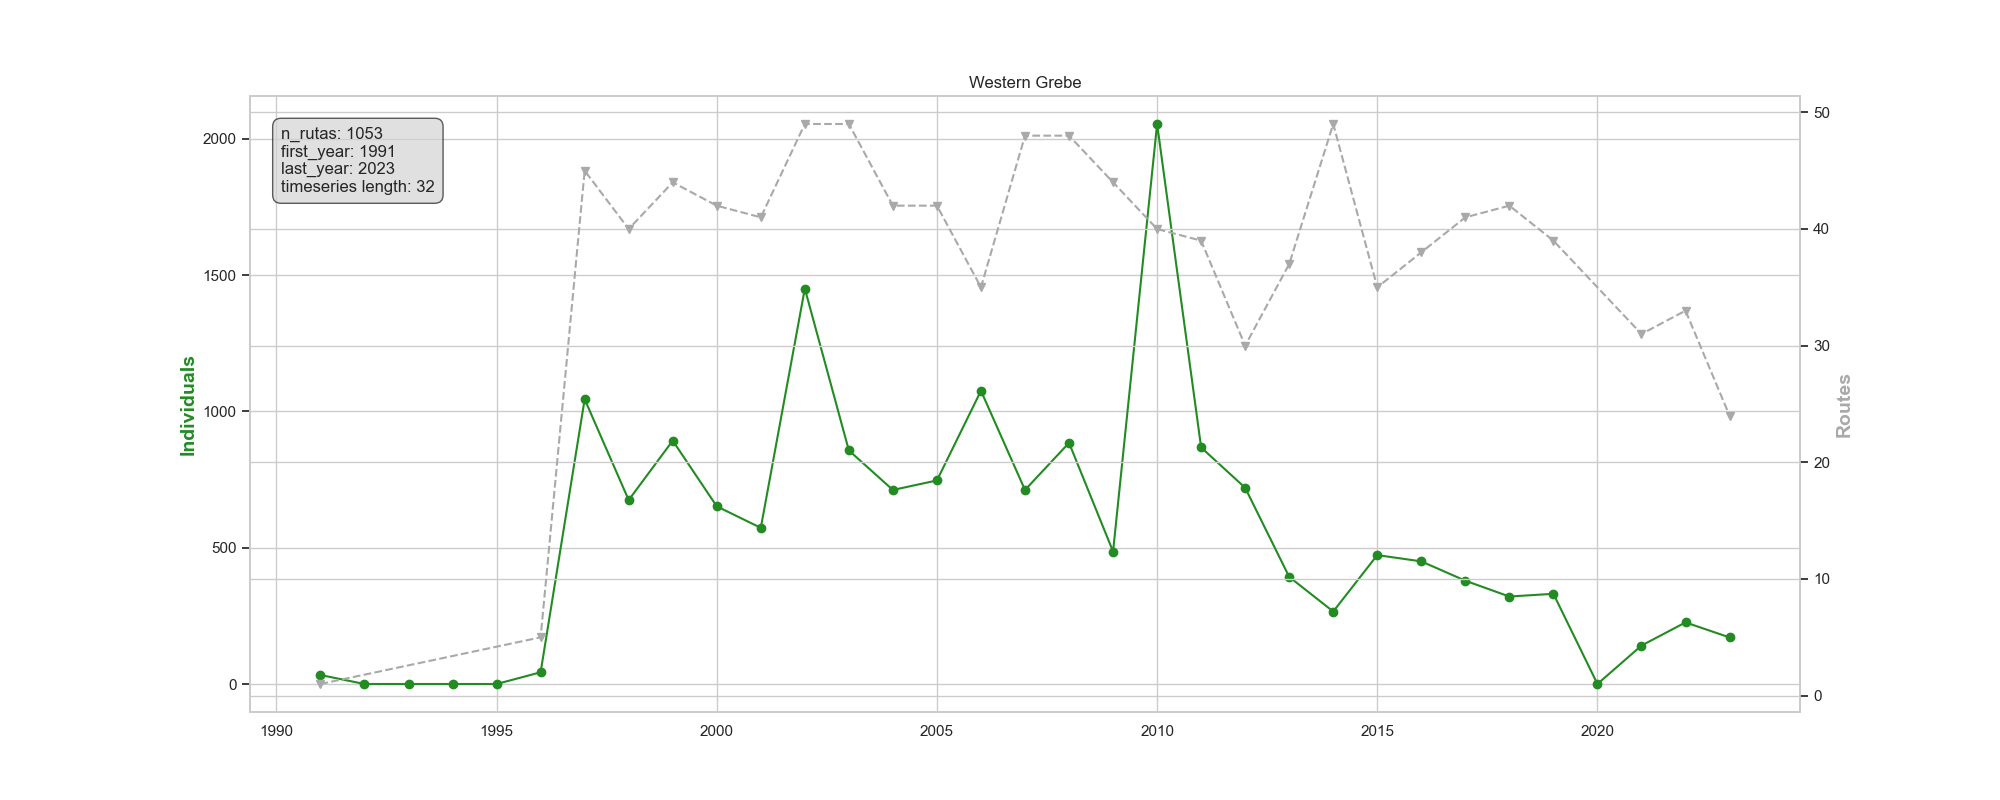 Western Grebe
n_rutas: 1053
first_year: 1991
last_year: 2023
timeseries length: 32
Individuals
2000
1500
1000
500
0
50
40
30
20
10
0
Routes
1990
1995
2000
2005
2010
2015
2020